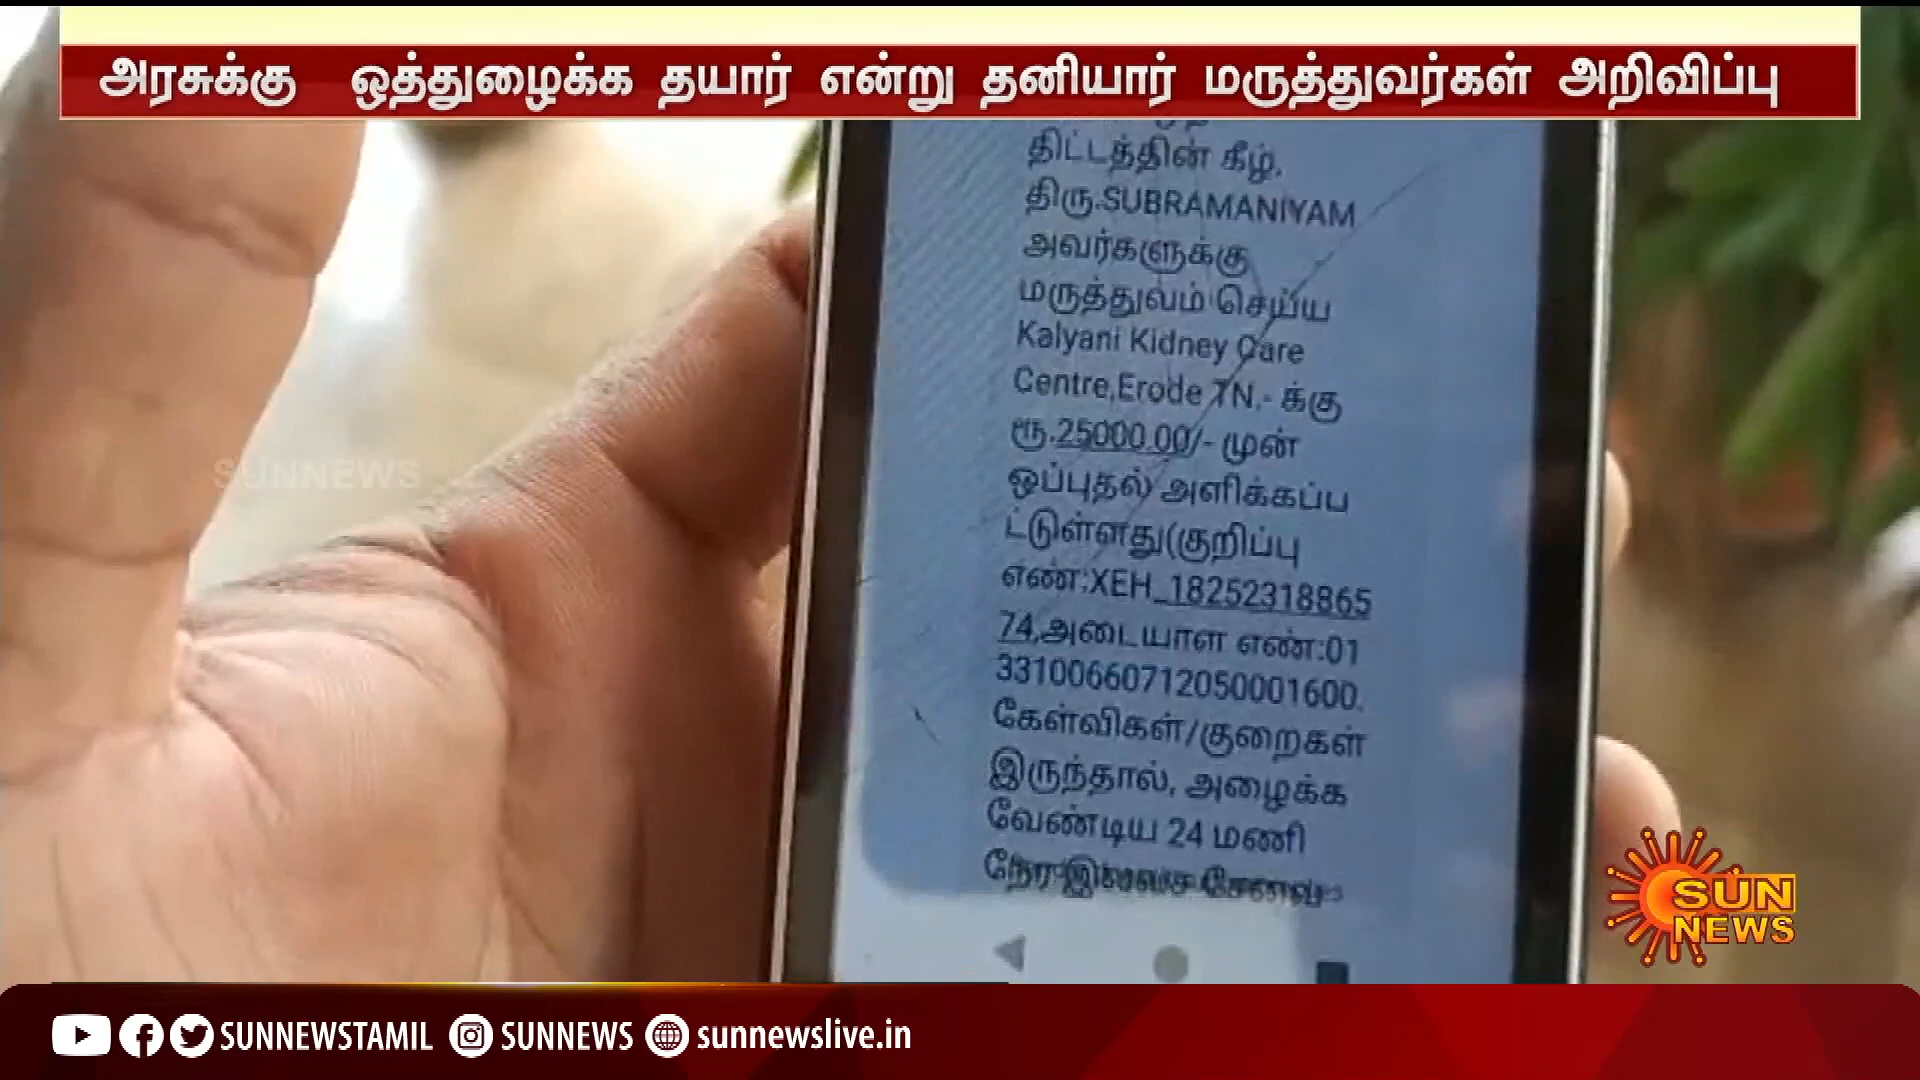 அரசுக்கு ஒத்துழைக்க தயார் என்று தனியார் மருத்துவர்கள் அறிவிப்பு
திட்டத்தின் கீழ்,
திரு.SUBRAMANIYAM
அவர்களுக்கு
மருத்துவம் செய்ய
Kalyani Kidney Care
Centre,Erode TN.- க்கு
ரூ.25000.00/- முன்
ஒப்புதல் அளிக்கப்ப
ட்டுள்ளது(குறிப்பு
எண்:XEH_18252318865
74,அடையாள எண்:01
33100660712050001600.
கேள்விகள்/குறைகள்
இருந்தால், அழைக்க
வேண்டிய 24 மணி
நேர இலவச சேவை
SUNNEWS
SUN
NEWS
SUNNEWSTAMIL SUNNEWS sunnewslive.in